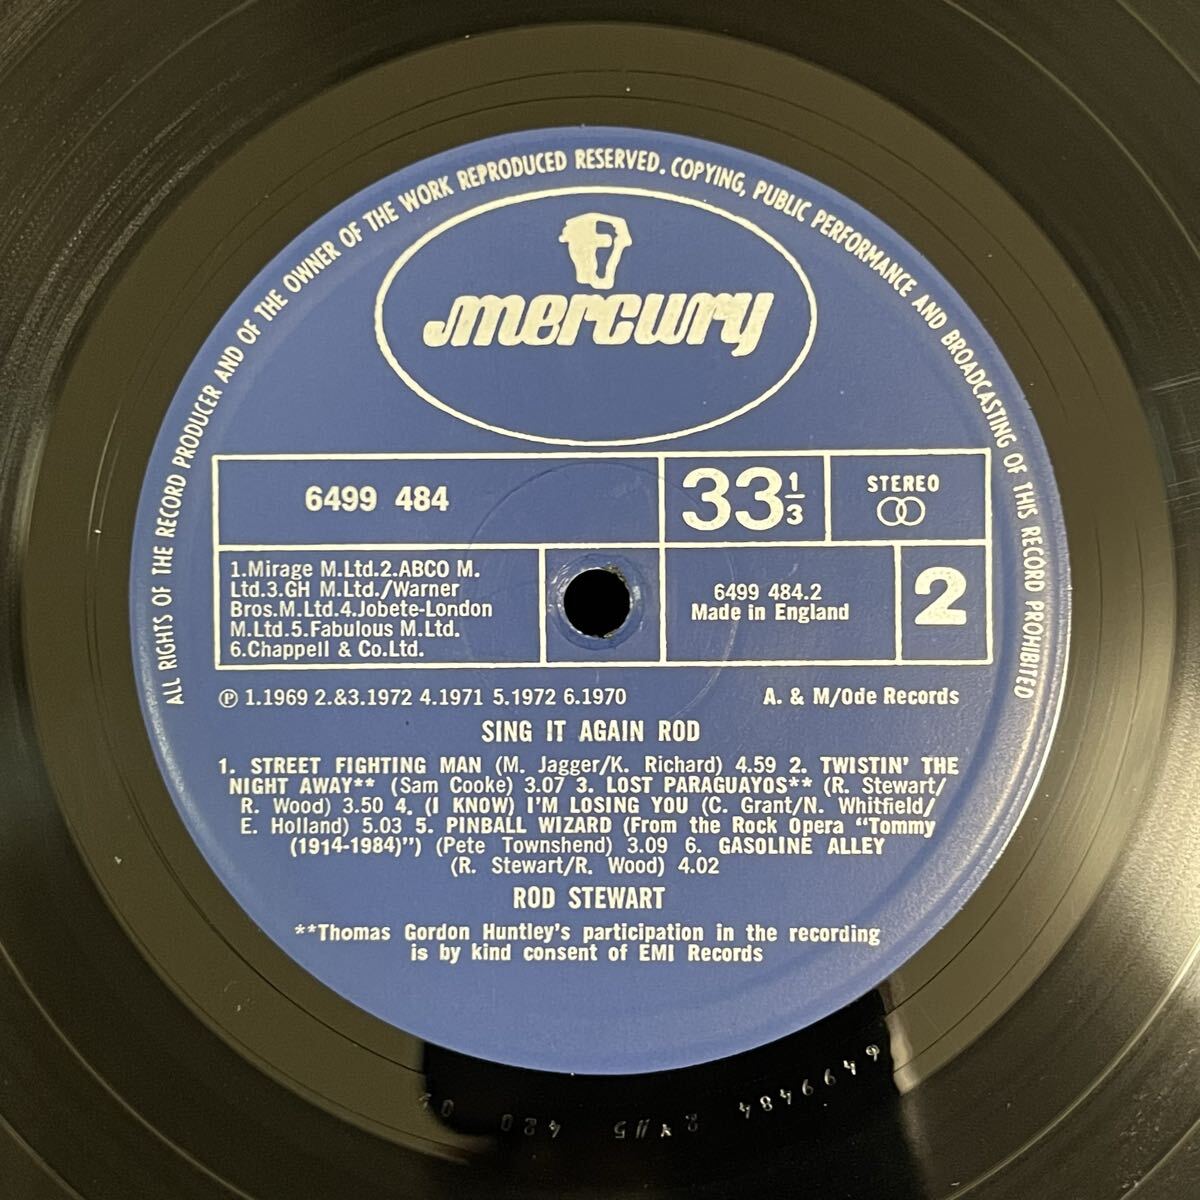 ALL RIGHTS OF THE RECORD PRODUCER AND OF THE OWNER OF THE WORK REPRODUCED RESERVED. COPYING, PUBLIC PERFORMANCE AND BROADCASTING OF THIS RECORD PROHIBITED
mercury
6499 484
33 1/3
STEREO
1.Mirage M.Ltd.2.ABCO M.
Ltd.3.GH M.Ltd./Warner
Bros.M.Ltd.4.Jobete-London
M.Ltd.5.Fabulous M.Ltd.
6.Chappell & Co.Ltd.
6499 484.2
Made in England
2
℗ 1.1969 2.&3.1972 4.1971 5.1972 6.1970
A. & M/Ode Records
SING IT AGAIN ROD
1. STREET FIGHTING MAN (M. Jagger/K. Richard) 4.59 2. TWISTIN' THE
NIGHT AWAY** (Sam Cooke) 3.07 3. LOST PARAGUAYOS** (R. Stewart/
R. Wood) 3.50 4. (I KNOW) I'M LOSING YOU (C. Grant/N. Whitfield/
E. Holland) 5.03 5. PINBALL WIZARD (From the Rock Opera “Tommy
(1914-1984)”) (Pete Townshend) 3.09 6. GASOLINE ALLEY
(R. Stewart/R. Wood) 4.02
ROD STEWART
**Thomas Gordon Huntley's participation in the recording
is by kind consent of EMI Records
6499484
420